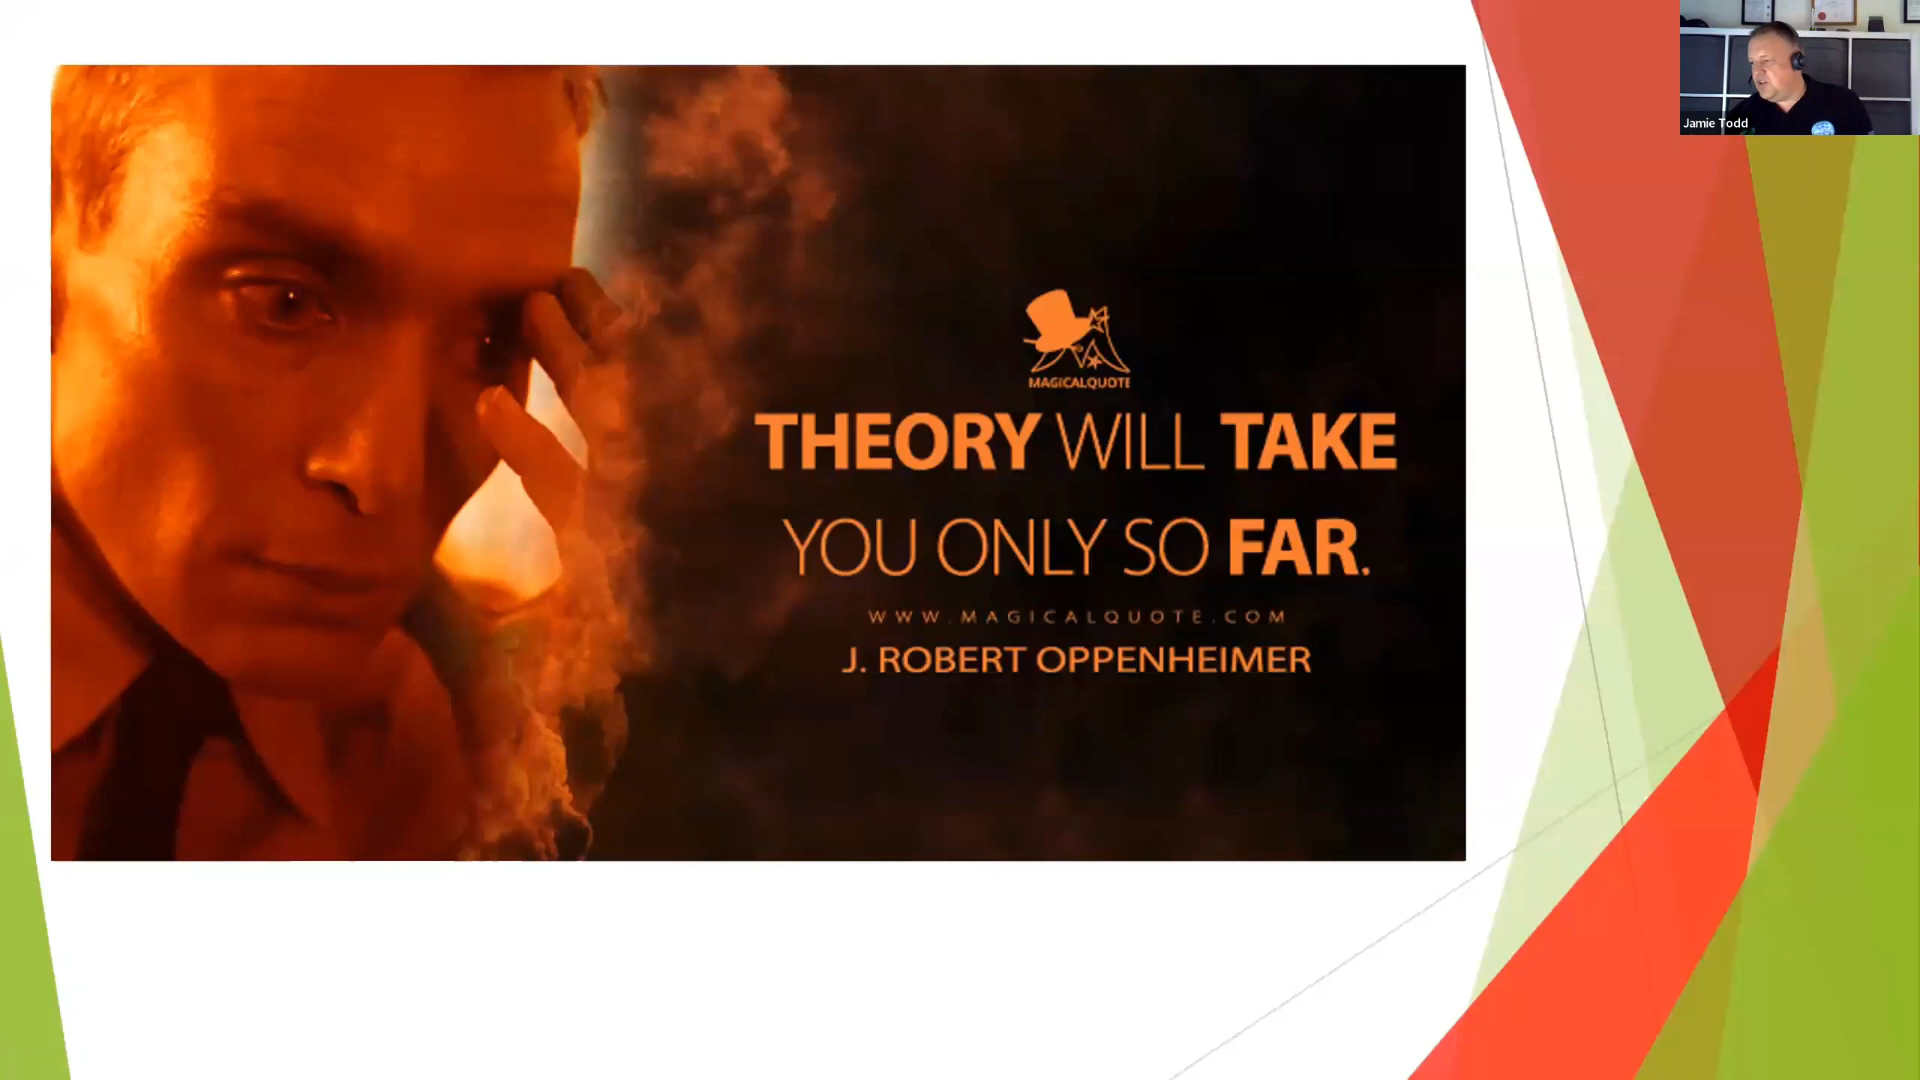 Jamie Todd
MAGICALQUOTE
THEORY WILL TAKE
YOU ONLY SO FAR.
WWW.MAGICALQUOTE.COM
J. ROBERT OPPENHEIMER